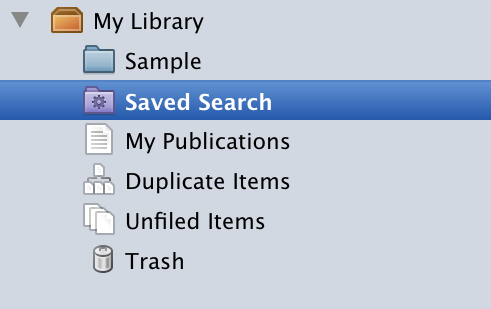 My Library
Sample
Saved Search
My Publications
Duplicate Items
Unfiled Items
Trash